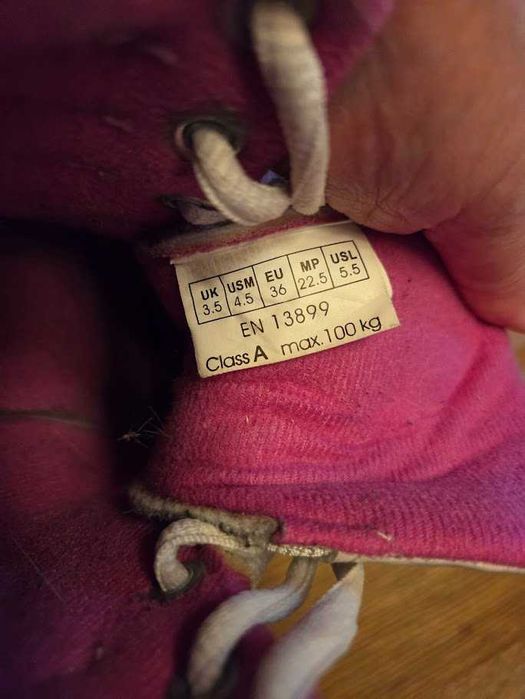 UK USM EU MP USL
3.5 4.5 36 22.5 5.5
EN 13899
Class A max. 100 kg